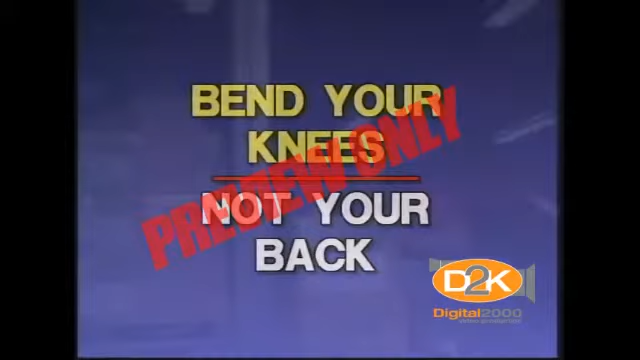 BEND YOUR
KNEES
NOT YOUR
BACK
PREVIEW ONLY
D2K
Digital2000